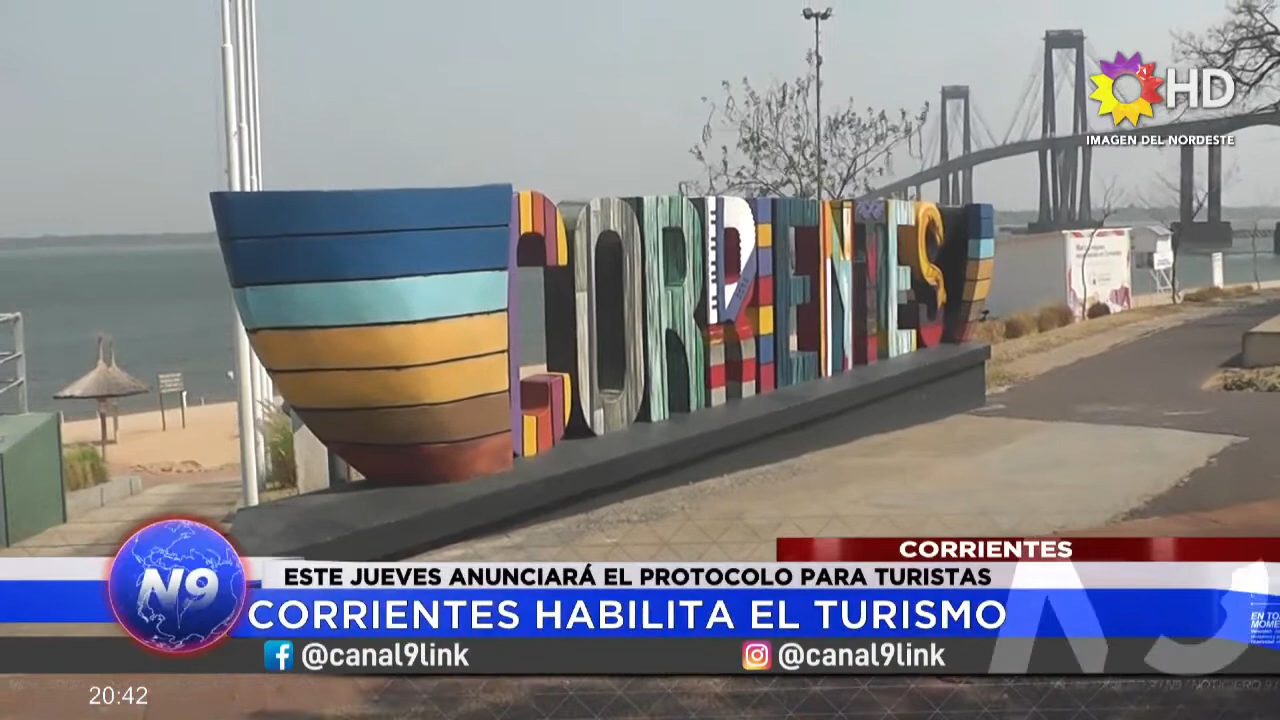 HD
IMAGEN DEL NORDESTE
CORRIENTES
CORRIENTES
ESTE JUEVES ANUNCIARÁ EL PROTOCOLO PARA TURISTAS
N9
CORRIENTES HABILITA EL TURISMO
@canal9link
@canal9link
20:42